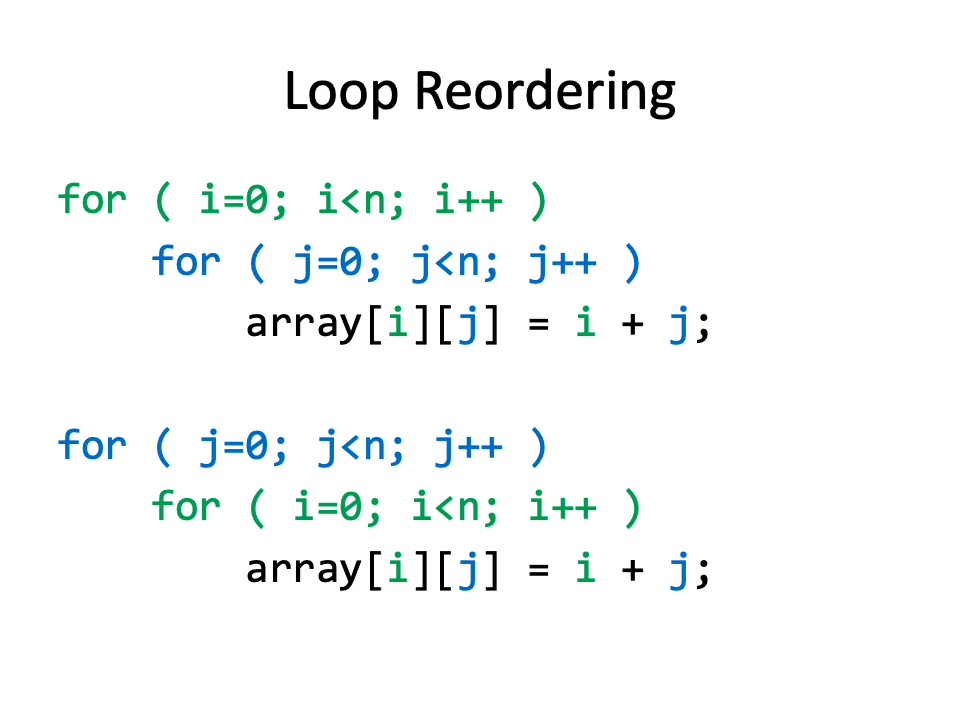 Loop Reordering
for ( i=0; i<n; i++ )
    for ( j=0; j<n; j++ )
        array[i][j] = i + j;
for ( j=0; j<n; j++ )
    for ( i=0; i<n; i++ )
        array[i][j] = i + j;